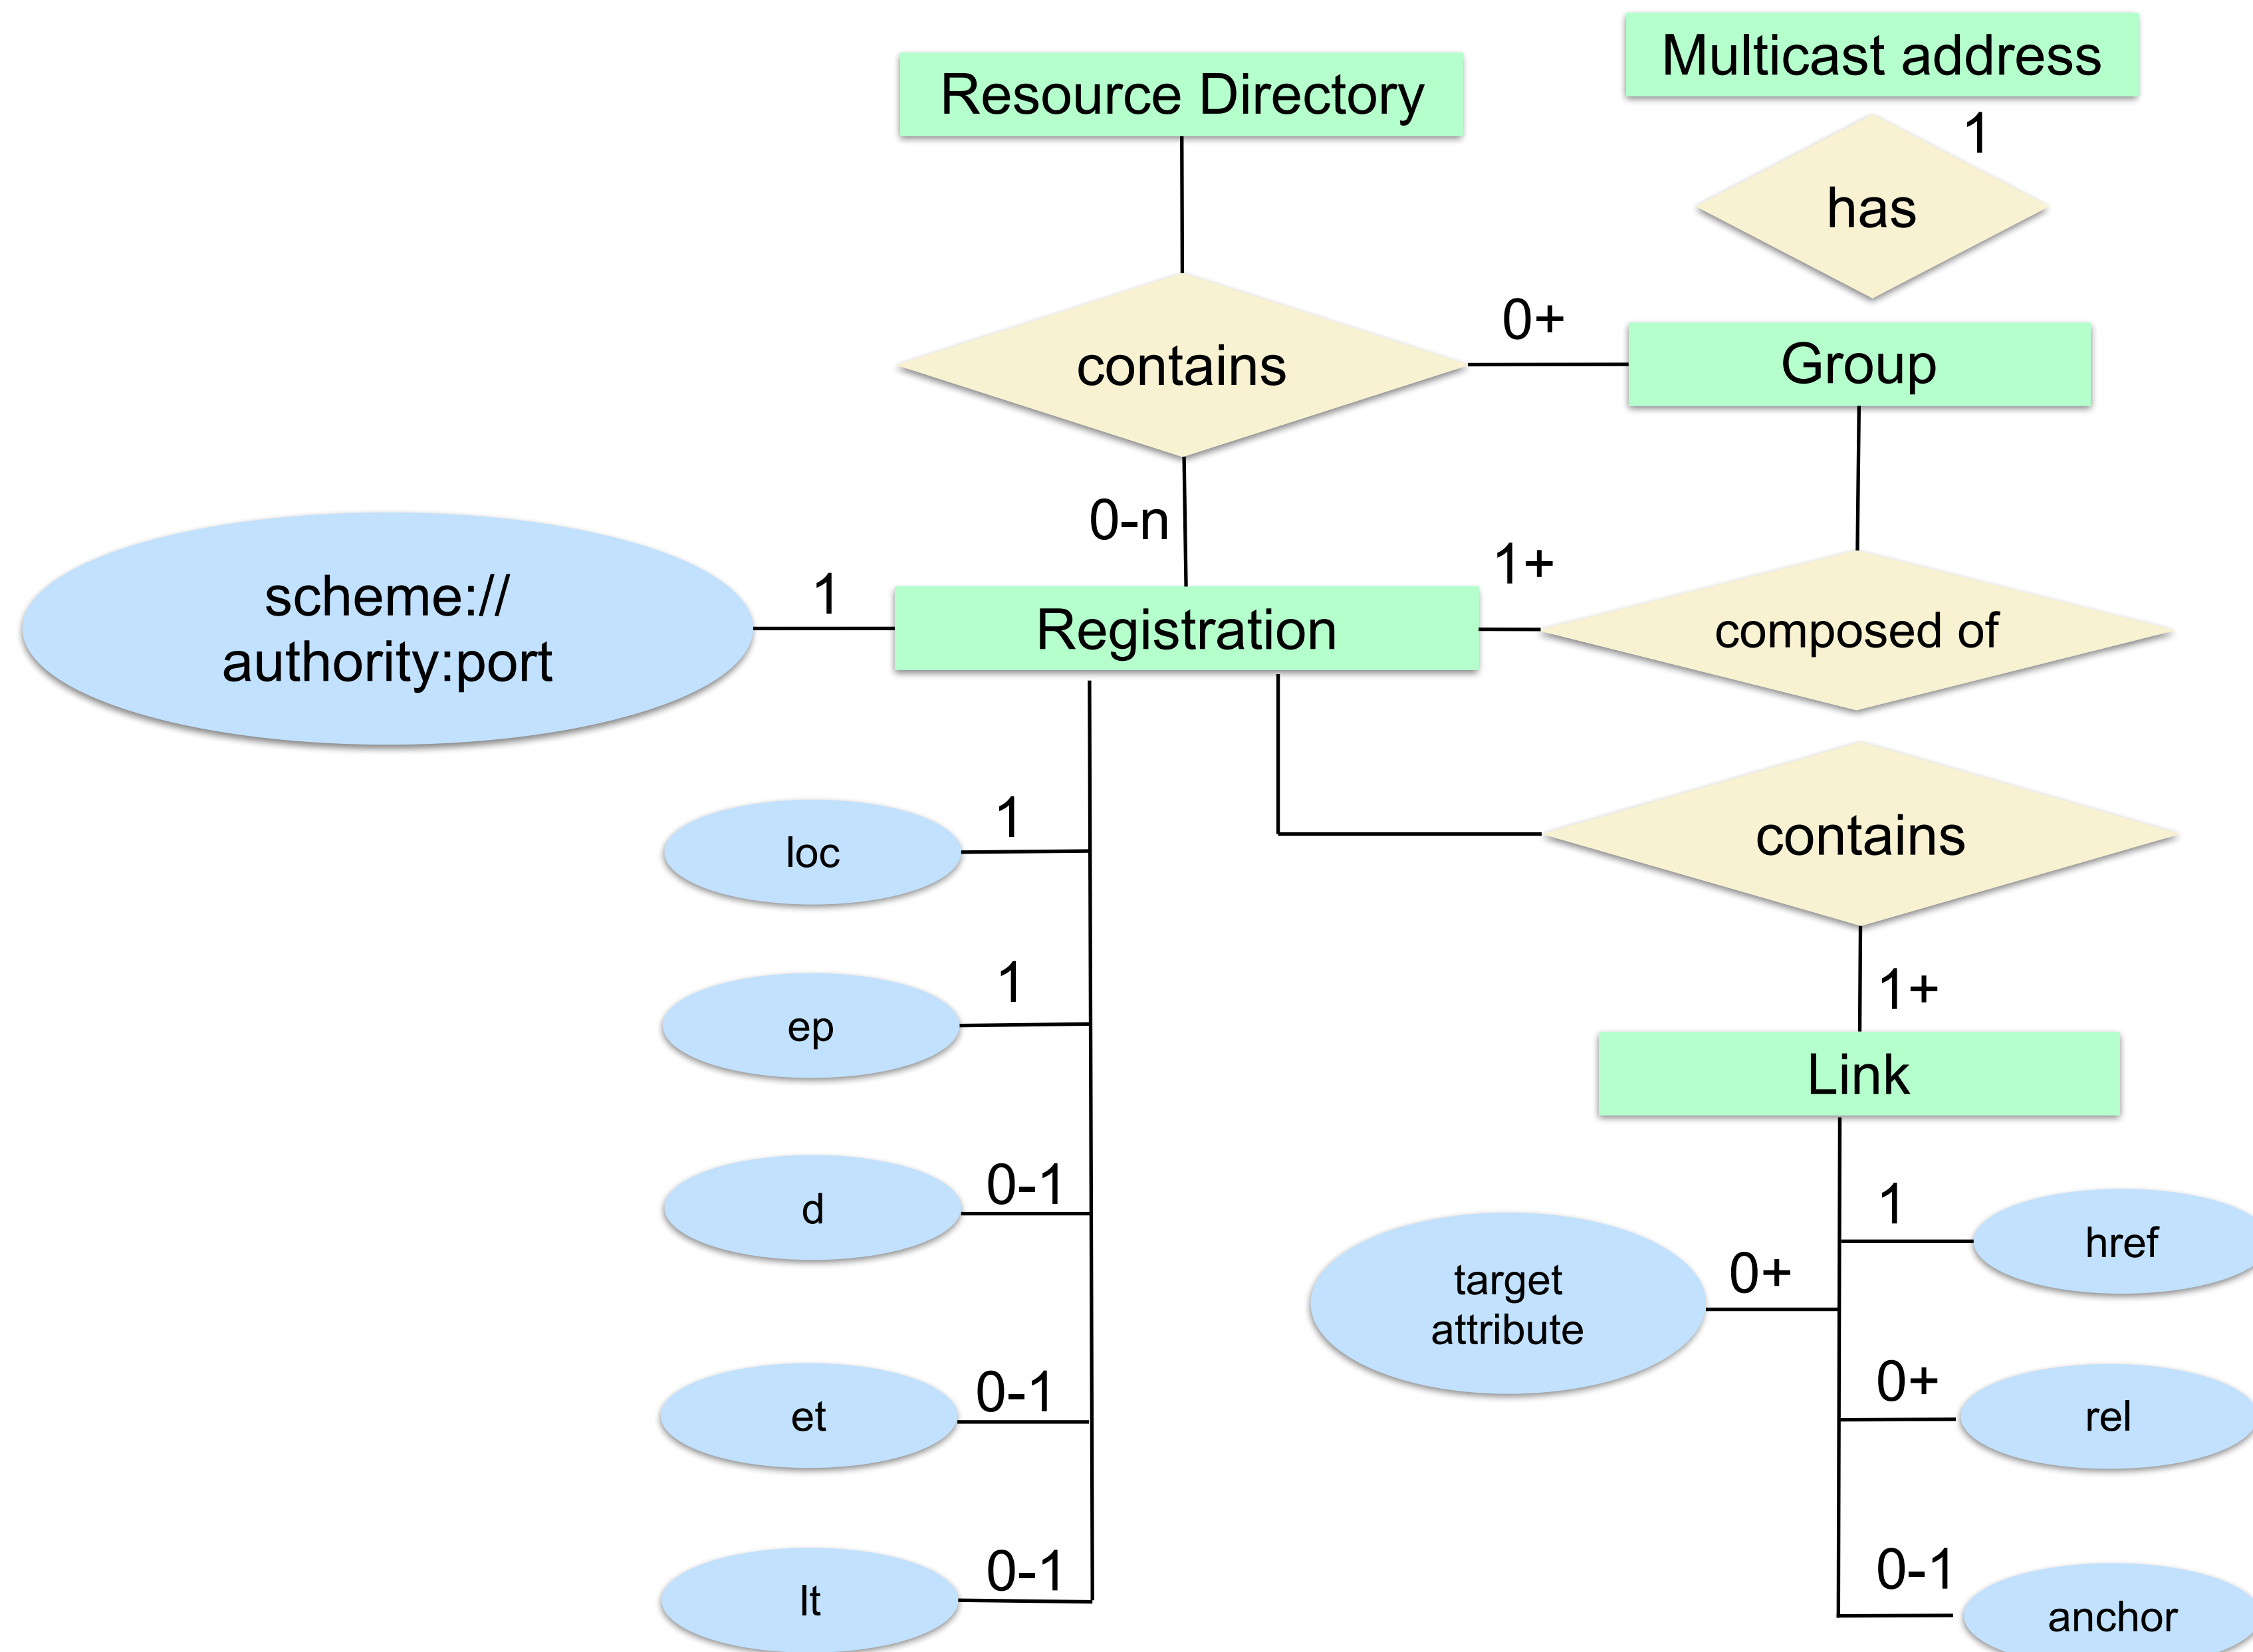 Multicast address
Resource Directory
1
has
0+
contains
Group
0-n
1+
scheme://
authority:port
1
Registration
composed of
1
loc
contains
1
ep
1+
Link
0-1
d
1
href
target
attribute
0+
0-1
et
0+
rel
0-1
lt
0-1
anchor